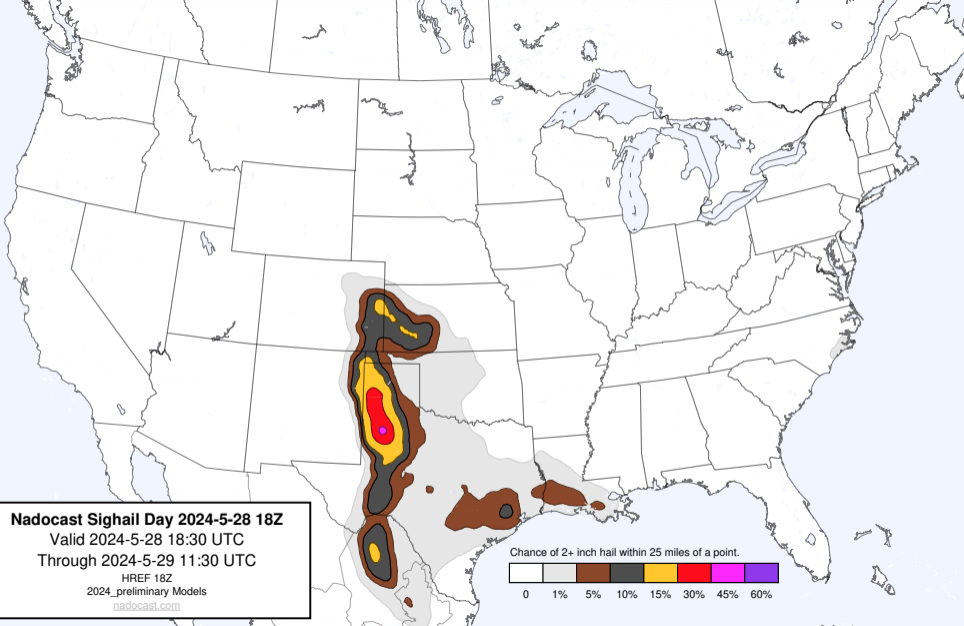 Nadocast Sighail Day 2024-5-28 18Z
Valid 2024-5-28 18:30 UTC
Through 2024-5-29 11:30 UTC
HREF 18Z
2024_preliminary Models
nadocast.com
Chance of 2+ inch hail within 25 miles of a point.
0 1% 5% 10% 15% 30% 45% 60%